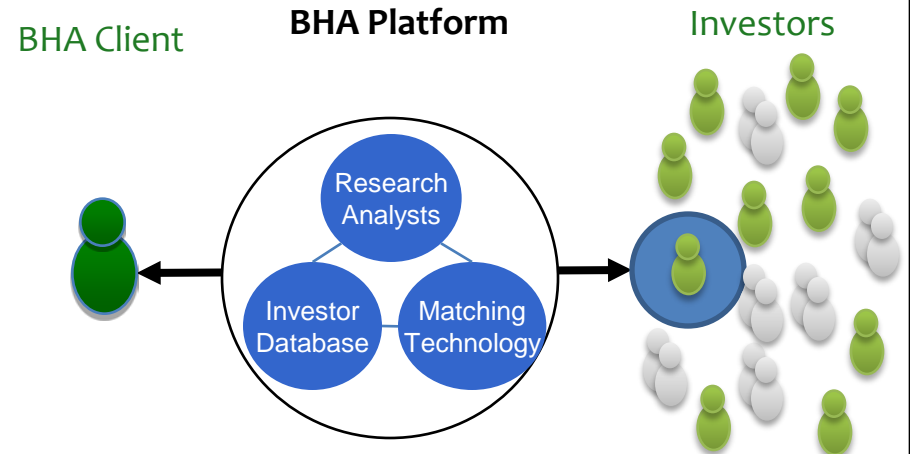 BHA Client
BHA Platform
Investors
Research
Analysts
Investor
Database
Matching
Technology